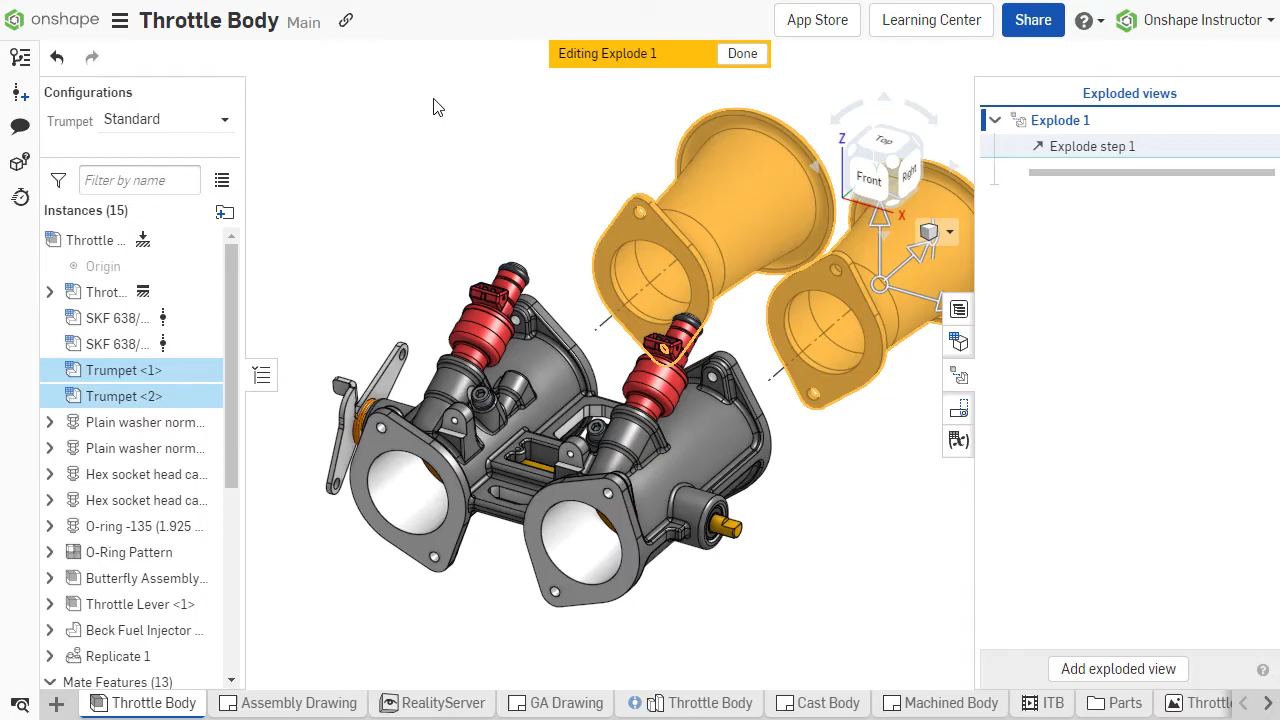 onshape
Throttle Body Main
App Store
Learning Center
Share
Onshape Instructor
Editing Explode 1
Done
Configurations
Trumpet Standard
Filter by name
Instances (15)
Throttle ...
Origin
Throt...
SKF 638/...
SKF 638/...
Trumpet <1>
Trumpet <2>
Plain washer norm...
Plain washer norm...
Hex socket head ca...
Hex socket head ca...
O-ring -135 (1.925 ...
O-Ring Pattern
Butterfly Assembly...
Throttle Lever <1>
Beck Fuel Injector ...
Replicate 1
Mate Features (13)
Z
Top
Front
Right
X
Exploded views
Explode 1
Explode step 1
Add exploded view
Throttle Body
Assembly Drawing
RealityServer
GA Drawing
Throttle Body
Cast Body
Machined Body
ITB
Parts
Throttl